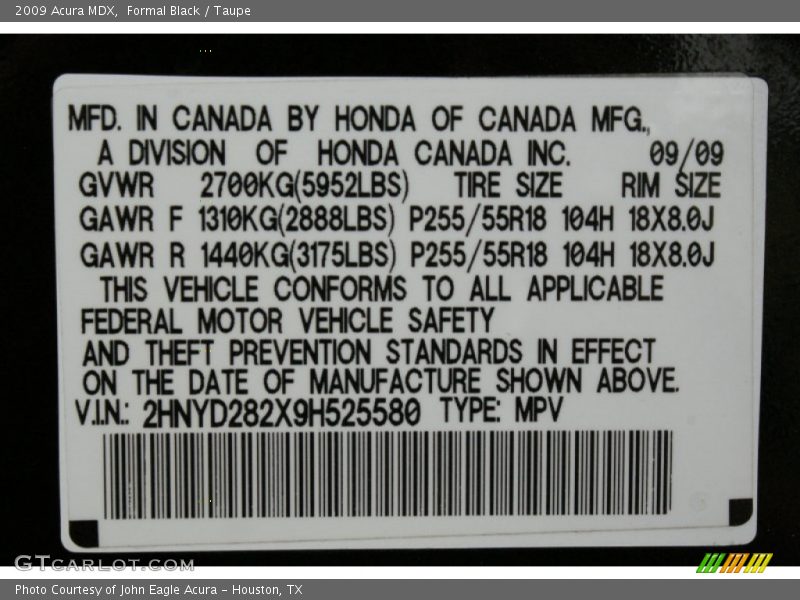 2009 Acura MDX,  Formal Black / Taupe
MFD. IN CANADA BY HONDA OF CANADA MFG.,
A DIVISION OF HONDA CANADA INC. 09/09
GVWR 2700KG(5952LBS) TIRE SIZE RIM SIZE
GAWR F 1310KG(2888LBS) P255/55R18 104H 18X8.0J
GAWR R 1440KG(3175LBS) P255/55R18 104H 18X8.0J
THIS VEHICLE CONFORMS TO ALL APPLICABLE
FEDERAL MOTOR VEHICLE SAFETY
AND THEFT PREVENTION STANDARDS IN EFFECT
ON THE DATE OF MANUFACTURE SHOWN ABOVE.
V.I.N.: 2HNYD282X9H525580 TYPE: MPV
GTCarLot.com
Photo Courtesy of John Eagle Acura - Houston, TX